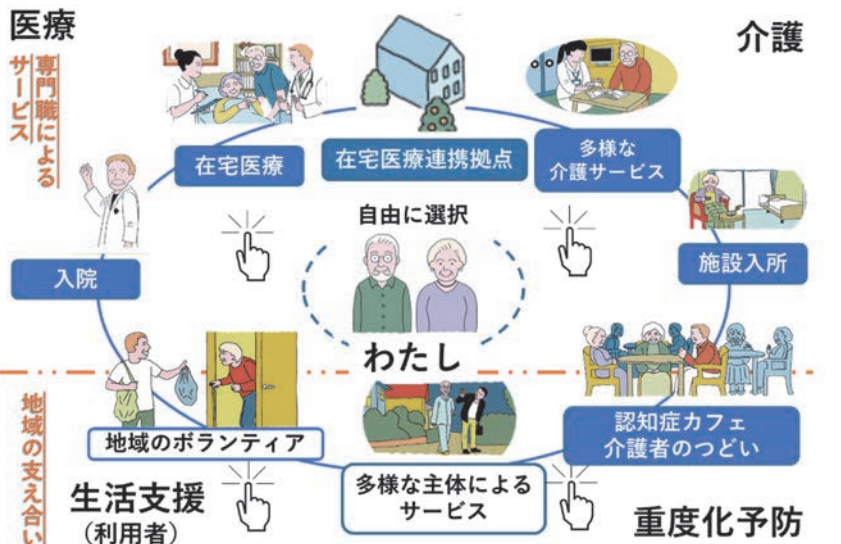 医療
介護
専門職による
サービス
在宅医療
在宅医療連携拠点
多様な
介護サービス
自由に選択
入院
施設入所
わたし
地域の支え合い
地域のボランティア
認知症カフェ
介護者のつどい
多様な主体による
サービス
生活支援
（利用者）
重度化予防